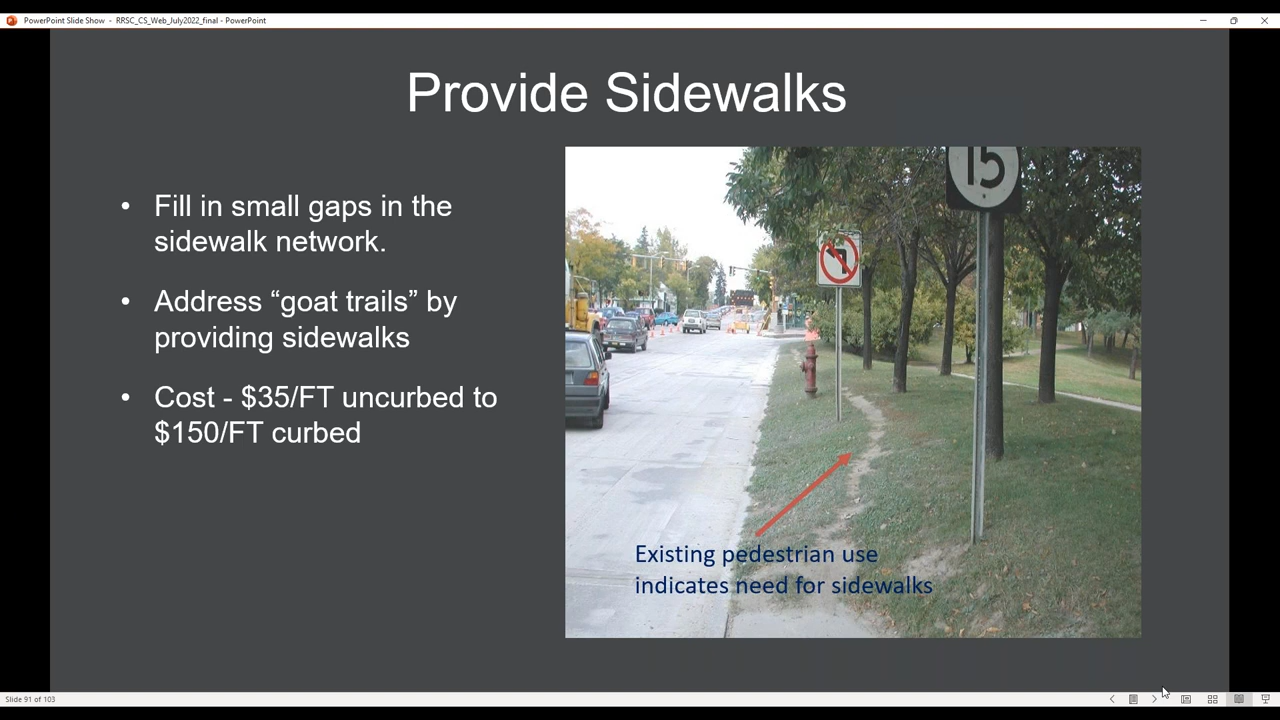 PowerPoint Slide Show - RRSC_CS_Web_July2022_final - PowerPoint
Provide Sidewalks
• Fill in small gaps in the
sidewalk network.
• Address “goat trails” by
providing sidewalks
• Cost - $35/FT uncurbed to
$150/FT curbed
15
Existing pedestrian use
indicates need for sidewalks
Slide 91 of 103